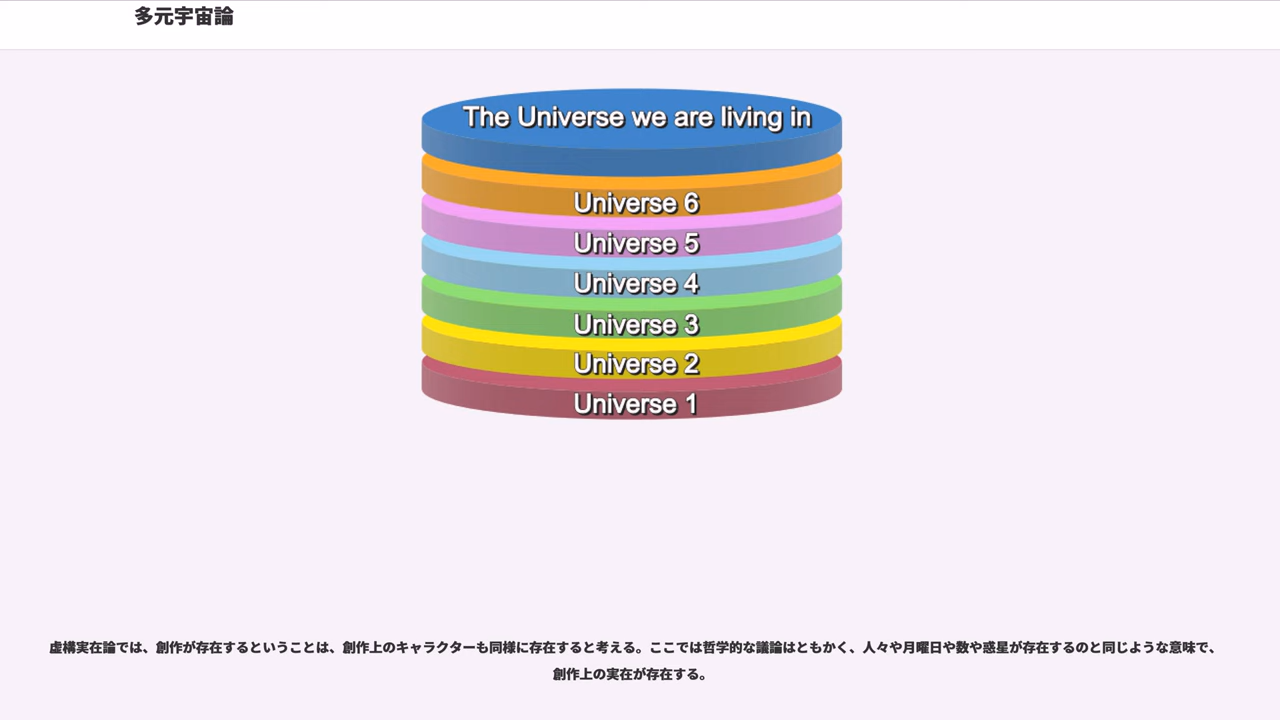 多元宇宙論
The Universe we are living in
Universe 6
Universe 5
Universe 4
Universe 3
Universe 2
Universe 1
虚構実在論では、創作が存在するということは、創作上のキャラクターも同様に存在すると考える。ここでは哲学的な議論はともかく、人々や月曜日や数や惑星が存在するのと同じような意味で、
創作上の実在が存在する。